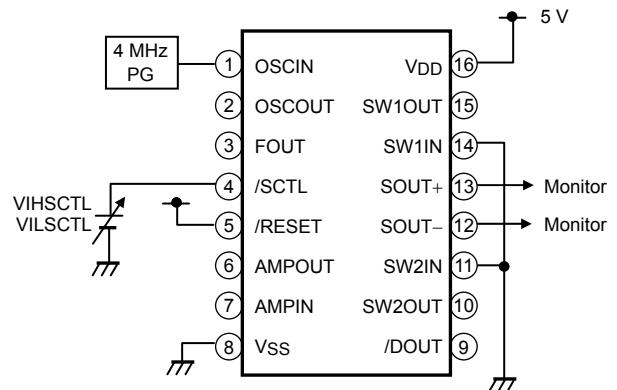 5 V
4 MHz
PG
1 OSCIN
2 OSCOUT
3 FOUT
4 /SCTL
5 /RESET
6 AMPOUT
7 AMPIN
8 VSS
VDD 16
SW1OUT 15
SW1IN 14
SOUT+ 13 Monitor
SOUT− 12 Monitor
SW2IN 11
SW2OUT 10
/DOUT 9
VIHSCTL
VILSCTL